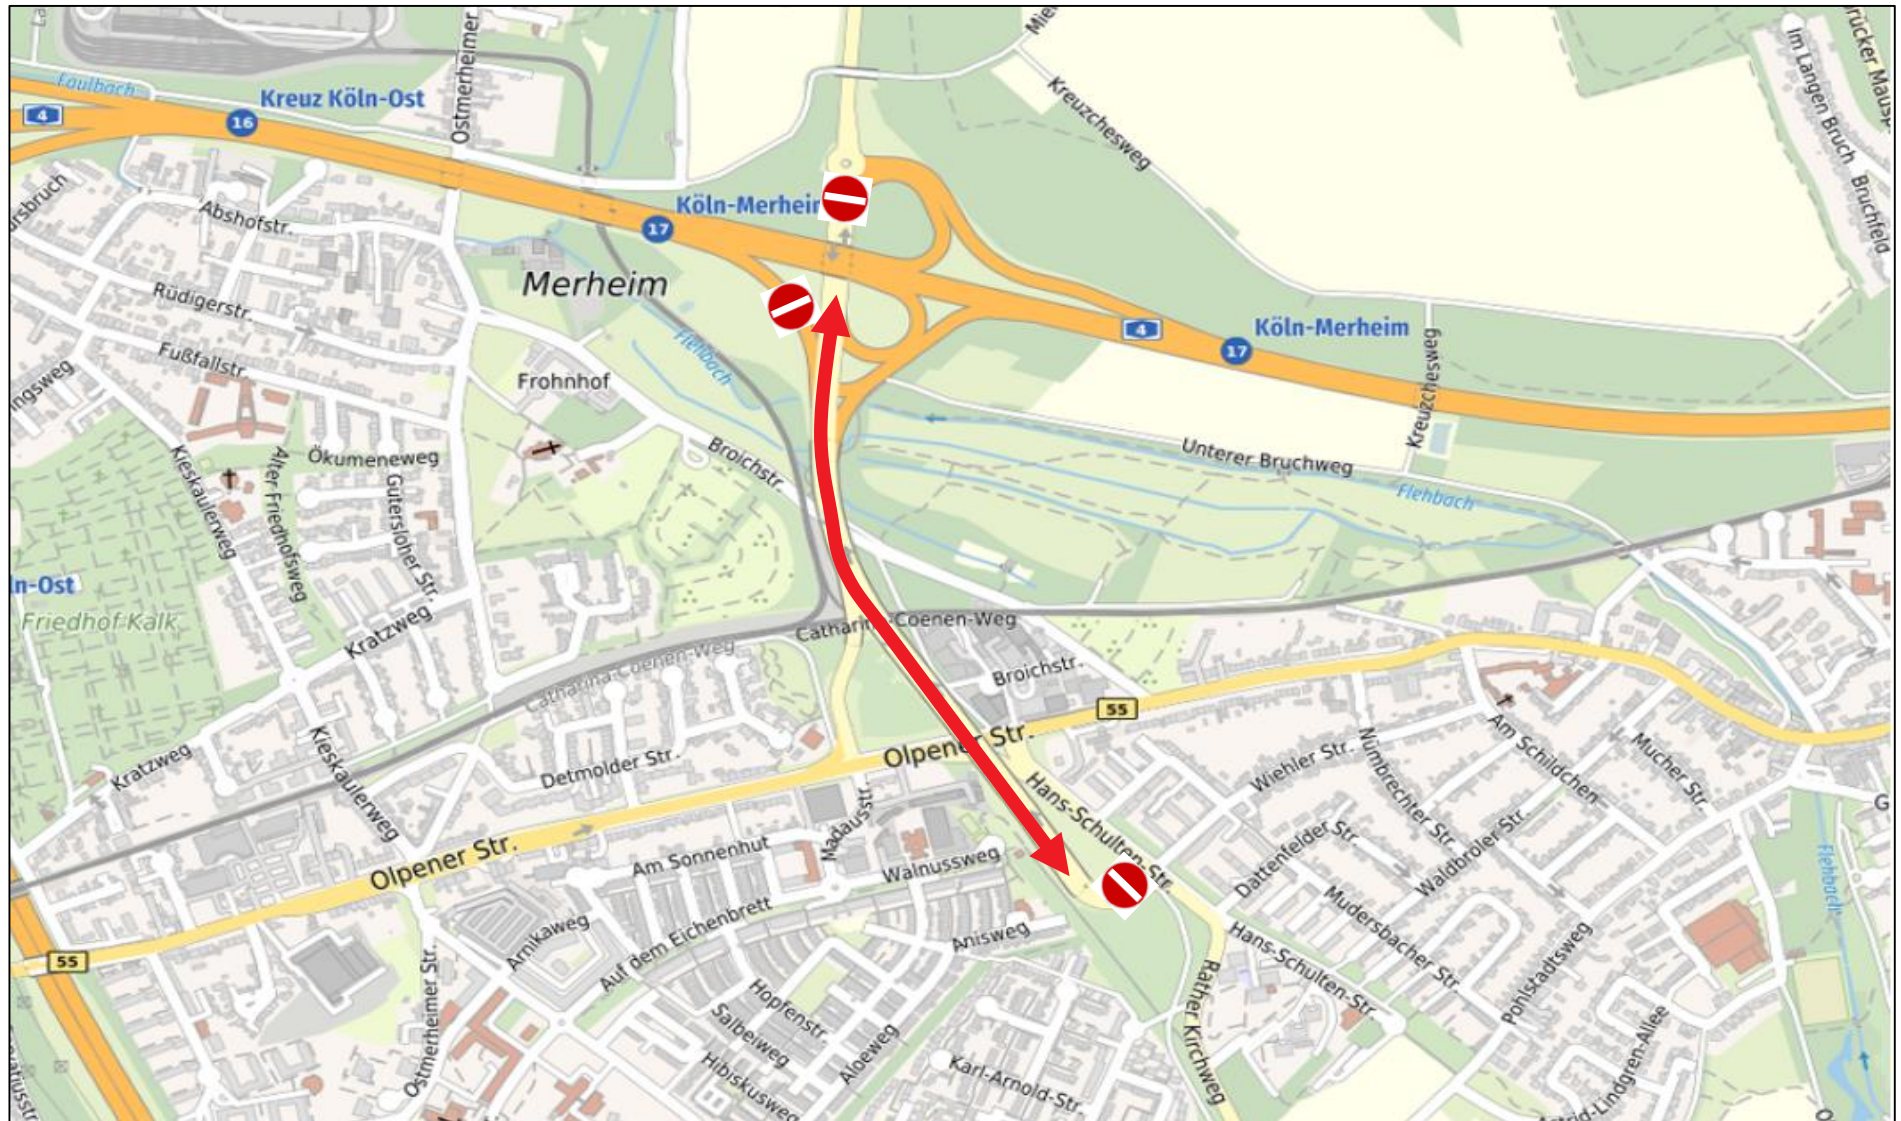 Faulbach
4
Kreuz Köln-Ost
16
Ostmerheimer
Kreuzchesweg
Im Langen Bruch
Bruchfeld
Abshofstr.
Köln-Merheim
17
Merheim
Rüdigerstr.
Fußfallstr.
Flehbach
Frohnhof
4
17
Köln-Merheim
Kreuzchesweg
Kieskaulerweg
Alter Friedhofsweg
Ökumeneweg
Gütersloher Str.
Broichstr.
Unterer Bruchweg
Flehbach
ln-Ost
Friedhof Kalk
Kratzweg
Catharina-Coenen-Weg
Catharina-Coenen-Weg
Broichstr.
55
Kratzweg
Kieskaulerweg
Detmolder Str.
Olpener Str.
Hans-Schulten-Str.
Wiehler Str.
Nümbrechter Str.
Am Schildchen
Mucher Str.
Olpener Str.
Am Sonnenhut
Madausstr.
Walnussweg
Dattenfelder Str.
Waldbröler Str.
Flehbach
55
Arnikaweg
Auf dem Eichenbrett
Anisweg
Hans-Schulten-Str.
Mudersbacher Str.
Pohlstadtsweg
Ostmerheimer Str.
Hopfenstr.
Salbeiweg
Hibiskusweg
Aloeweg
Karl-Arnold-Str.
Rather Kirchweg
Astrid-Lindgren-Allee